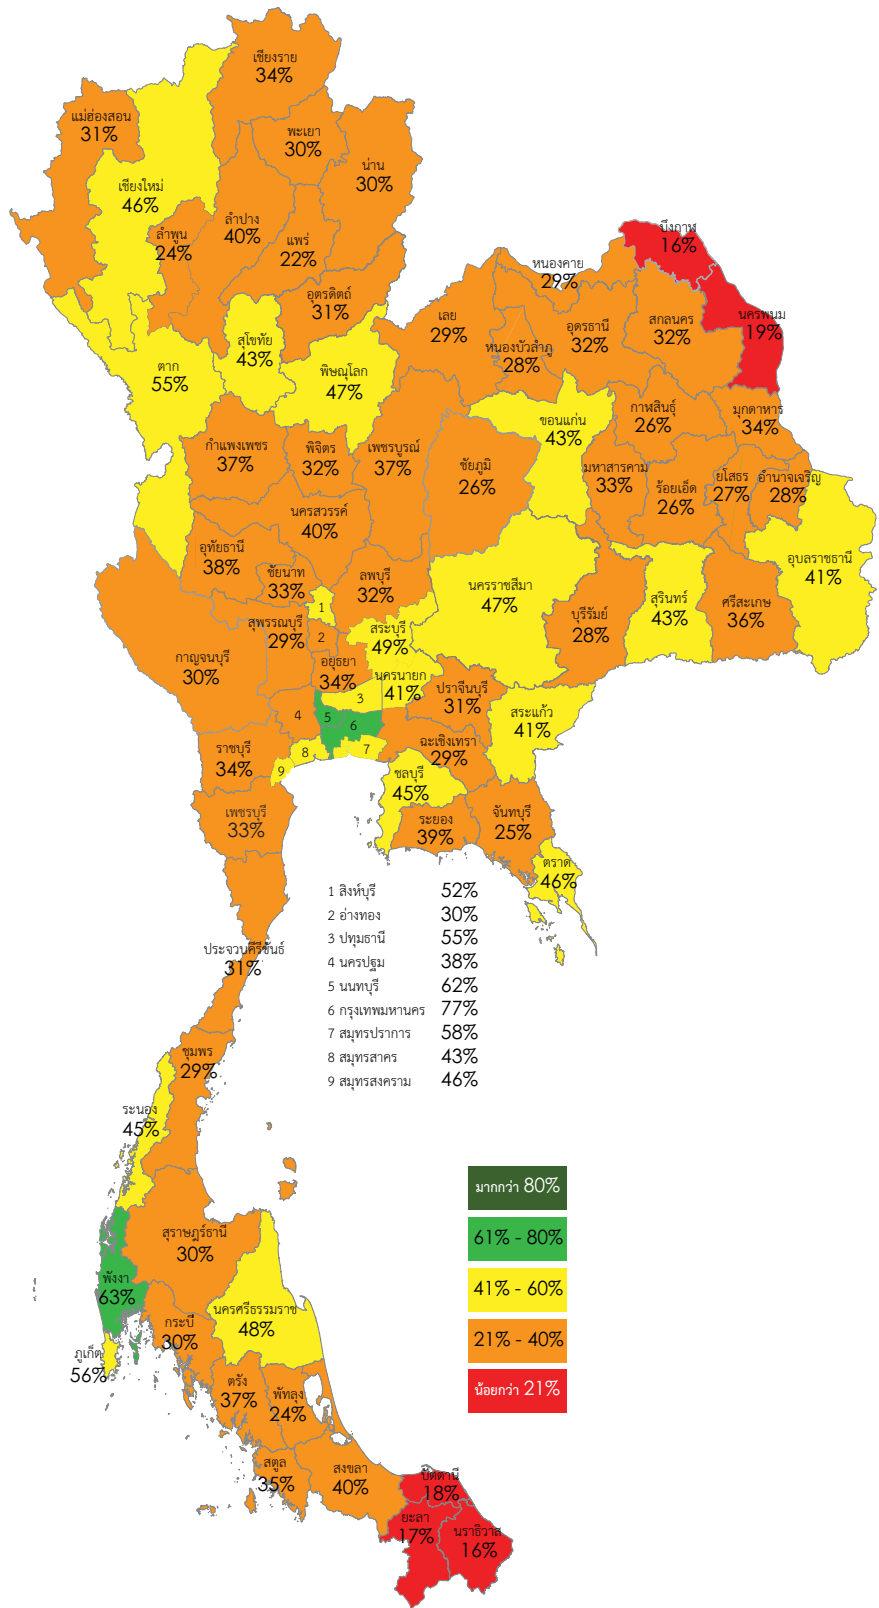 เชียงราย
34%
แม่ฮ่องสอน
31%
พะเยา
30%
น่าน
30%
เชียงใหม่
46%
ลำปาง
40%
ลำพูน
24%
แพร่
22%
บึงกาฬ
16%
หนองคาย
29%
อุตรดิตถ์
31%
เลย
29%
อุดรธานี
32%
สกลนคร
32%
นครพนม
19%
สุโขทัย
43%
หนองบัวลำภู
28%
ตาก
55%
พิษณุโลก
47%
ขอนแก่น
43%
กาฬสินธุ์
26%
มุกดาหาร
34%
กำแพงเพชร
37%
พิจิตร
32%
เพชรบูรณ์
37%
ชัยภูมิ
26%
มหาสารคาม
33%
ร้อยเอ็ด
26%
ยโสธร
27%
อำนาจเจริญ
28%
นครสวรรค์
40%
อุทัยธานี
38%
ชัยนาท
33%
ลพบุรี
32%
นครราชสีมา
47%
บุรีรัมย์
28%
สุรินทร์
43%
ศรีสะเกษ
36%
อุบลราชธานี
41%
1
สุพรรณบุรี
29%
2
สระบุรี
49%
กาญจนบุรี
30%
อยุธยา
34%
นครนายก
41%
ปราจีนบุรี
31%
3
4
5
6
สระแก้ว
41%
ราชบุรี
34%
8
7
ฉะเชิงเทรา
29%
9
ชลบุรี
45%
เพชรบุรี
33%
ระยอง
39%
จันทบุรี
25%
ตราด
46%
1 สิงห์บุรี 52%
2 อ่างทอง 30%
3 ปทุมธานี 55%
4 นครปฐม 38%
5 นนทบุรี 62%
6 กรุงเทพมหานคร 77%
7 สมุทรปราการ 58%
8 สมุทรสาคร 43%
9 สมุทรสงคราม 46%
ประจวบคีรีขันธ์
31%
ชุมพร
29%
ระนอง
45%
มากกว่า 80%
61% - 80%
41% - 60%
21% - 40%
น้อยกว่า 21%
สุราษฎร์ธานี
30%
พังงา
63%
นครศรีธรรมราช
48%
กระบี่
30%
ภูเก็ต
56%
ตรัง
37%
พัทลุง
24%
สตูล
35%
สงขลา
40%
ปัตตานี
18%
ยะลา
17%
นราธิวาส
16%